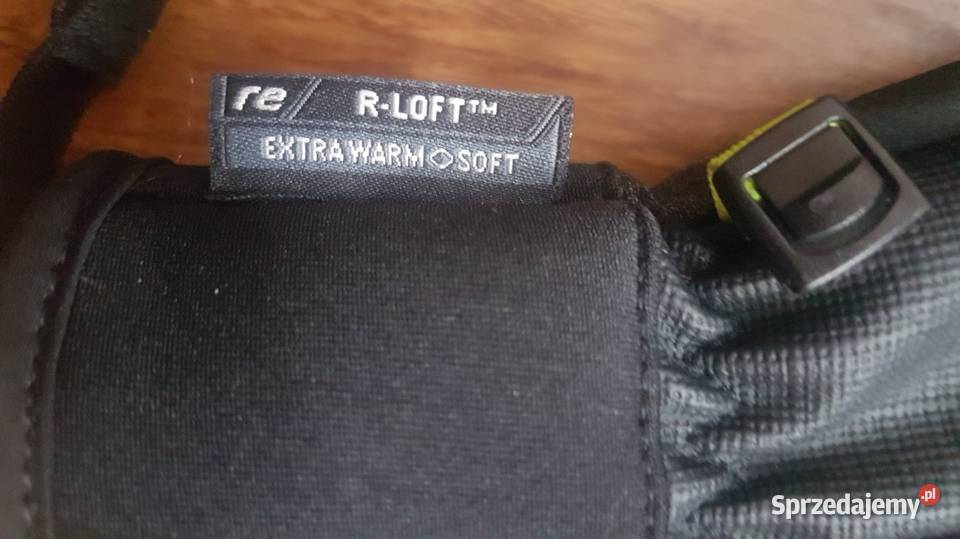 re R-LOFT™
EXTRA WARM ◇ SOFT
Sprzedajemy.pl